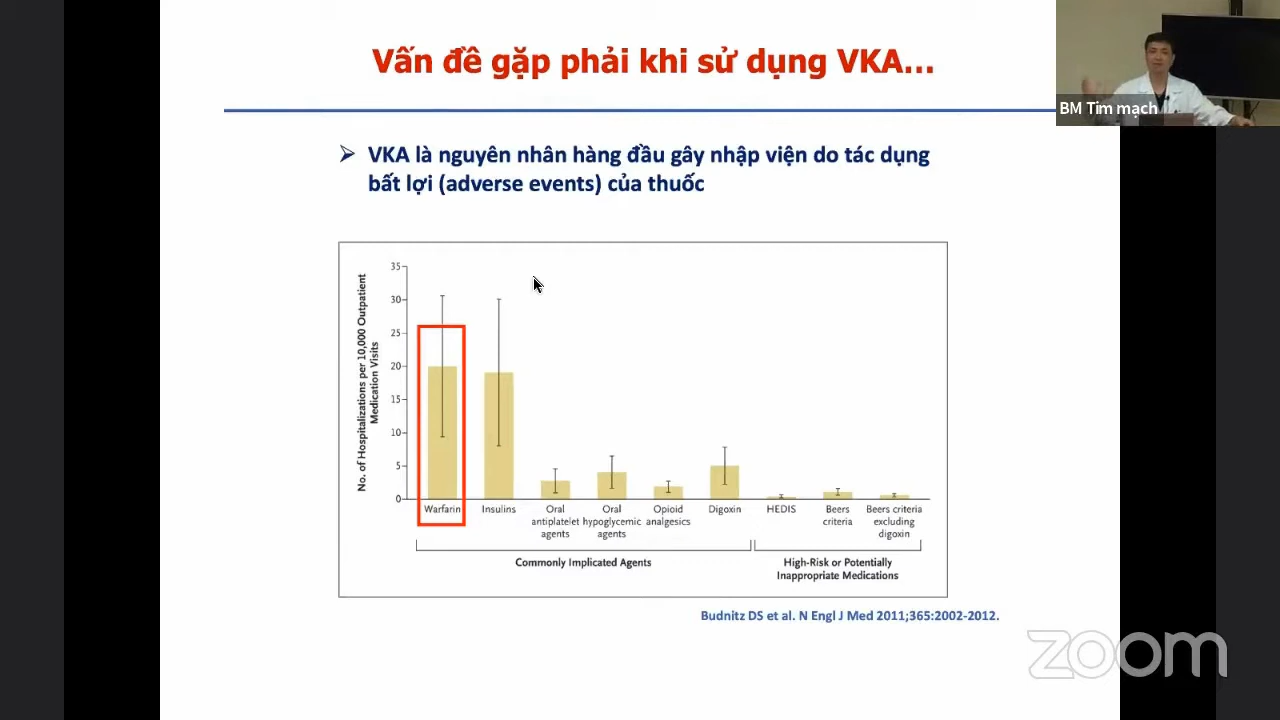 Vấn đề gặp phải khi sử dụng VKA...
BM Tim mạch
➢ VKA là nguyên nhân hàng đầu gây nhập viện do tác dụng
bất lợi (adverse events) của thuốc
No. of Hospitalizations per 10,000 Outpatient
Medication Visits
35
30
25
20
15
10
5
0
Warfarin
Insulins
Oral
antiplatelet
agents
Oral
hypoglycemic
agents
Opioid
analgesics
Digoxin
HEDIS
Beers
criteria
Beers criteria
excluding
digoxin
Commonly Implicated Agents
High-Risk or Potentially
Inappropriate Medications
Budnitz DS et al. N Engl J Med 2011;365:2002-2012.
zoom